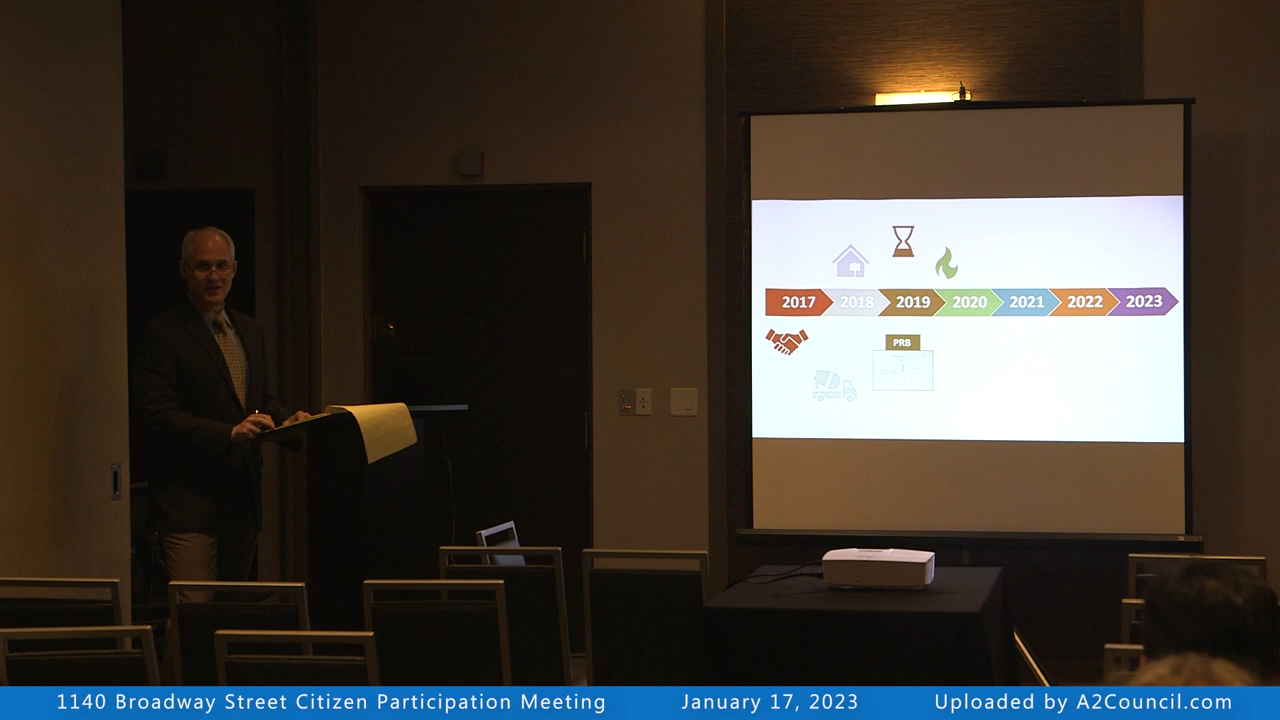 2017 2018 2019 2020 2021 2022 2023
PRB
1140 Broadway Street Citizen Participation Meeting January 17, 2023 Uploaded by A2Council.com